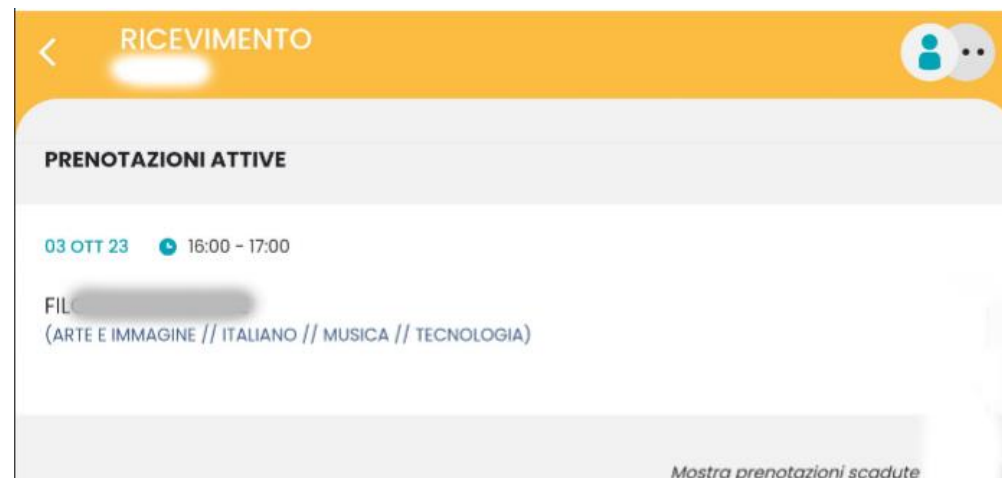 RICEVIMENTO
PRENOTAZIONI ATTIVE
03 OTT 23 16:00 - 17:00
(ARTE E IMMAGINE // ITALIANO // MUSICA // TECNOLOGIA)
Mostra prenotazioni scadute